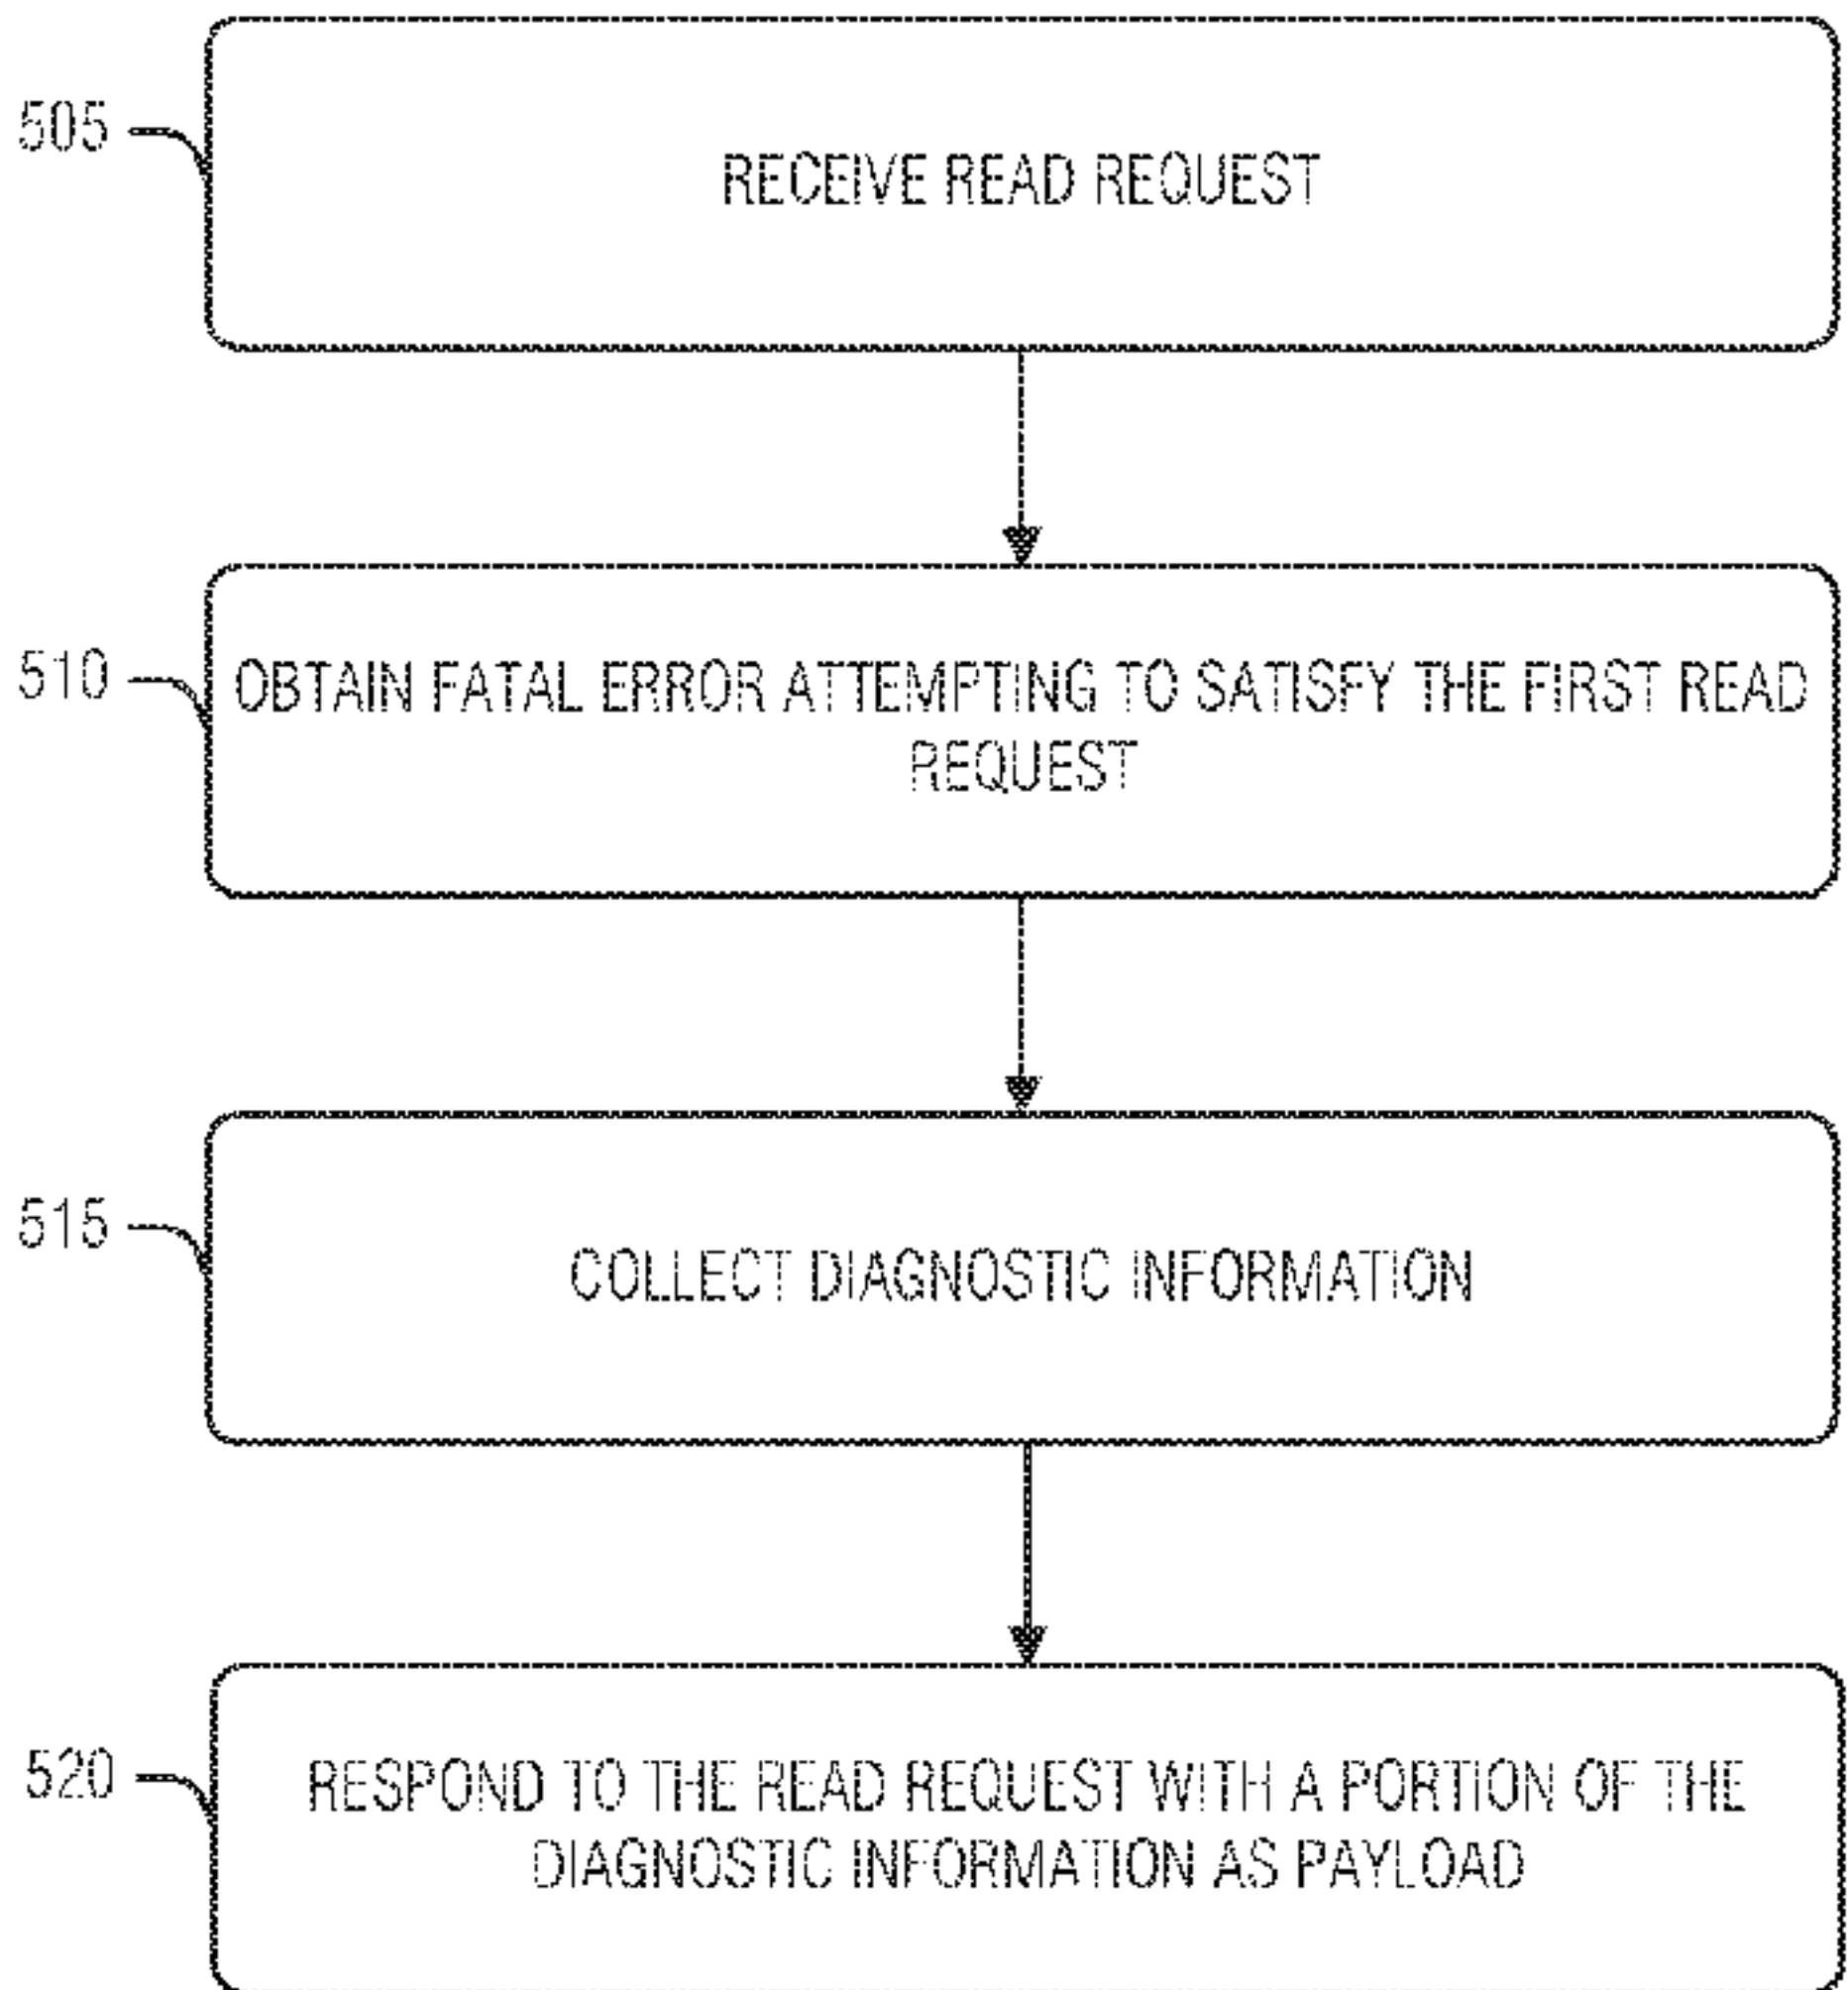 505
RECEIVE READ REQUEST
510
OBTAIN FATAL ERROR ATTEMPTING TO SATISFY THE FIRST READ
REQUEST
515
COLLECT DIAGNOSTIC INFORMATION
520
RESPOND TO THE READ REQUEST WITH A PORTION OF THE
DIAGNOSTIC INFORMATION AS PAYLOAD